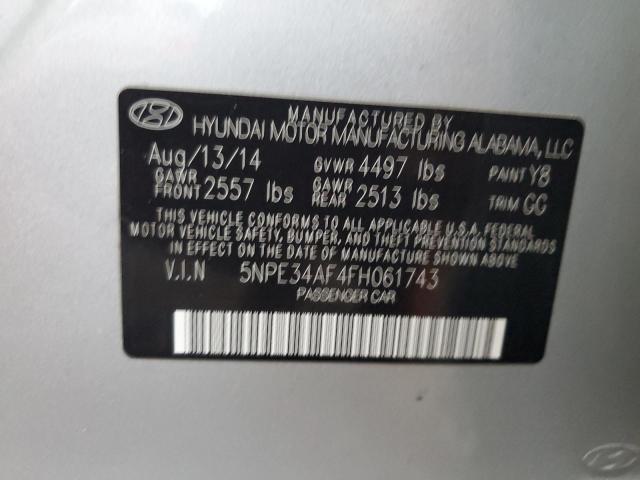 MANUFACTURED BY
HYUNDAI MOTOR MANUFACTURING ALABAMA, LLC
Aug/13/14 GVWR 4497 lbs PAINT Y8
GAWR FRONT 2557 lbs GAWR REAR 2513 lbs TRIM GG
THIS VEHICLE CONFORMS TO ALL APPLICABLE U.S.A. FEDERAL
MOTOR VEHICLE SAFETY, BUMPER, AND THEFT PREVENTION
STANDARDS IN EFFECT ON THE DATE OF MANUFACTURE SHOWN ABOVE.
V.I.N 5NPE34AF4FH061743
PASSENGER CAR